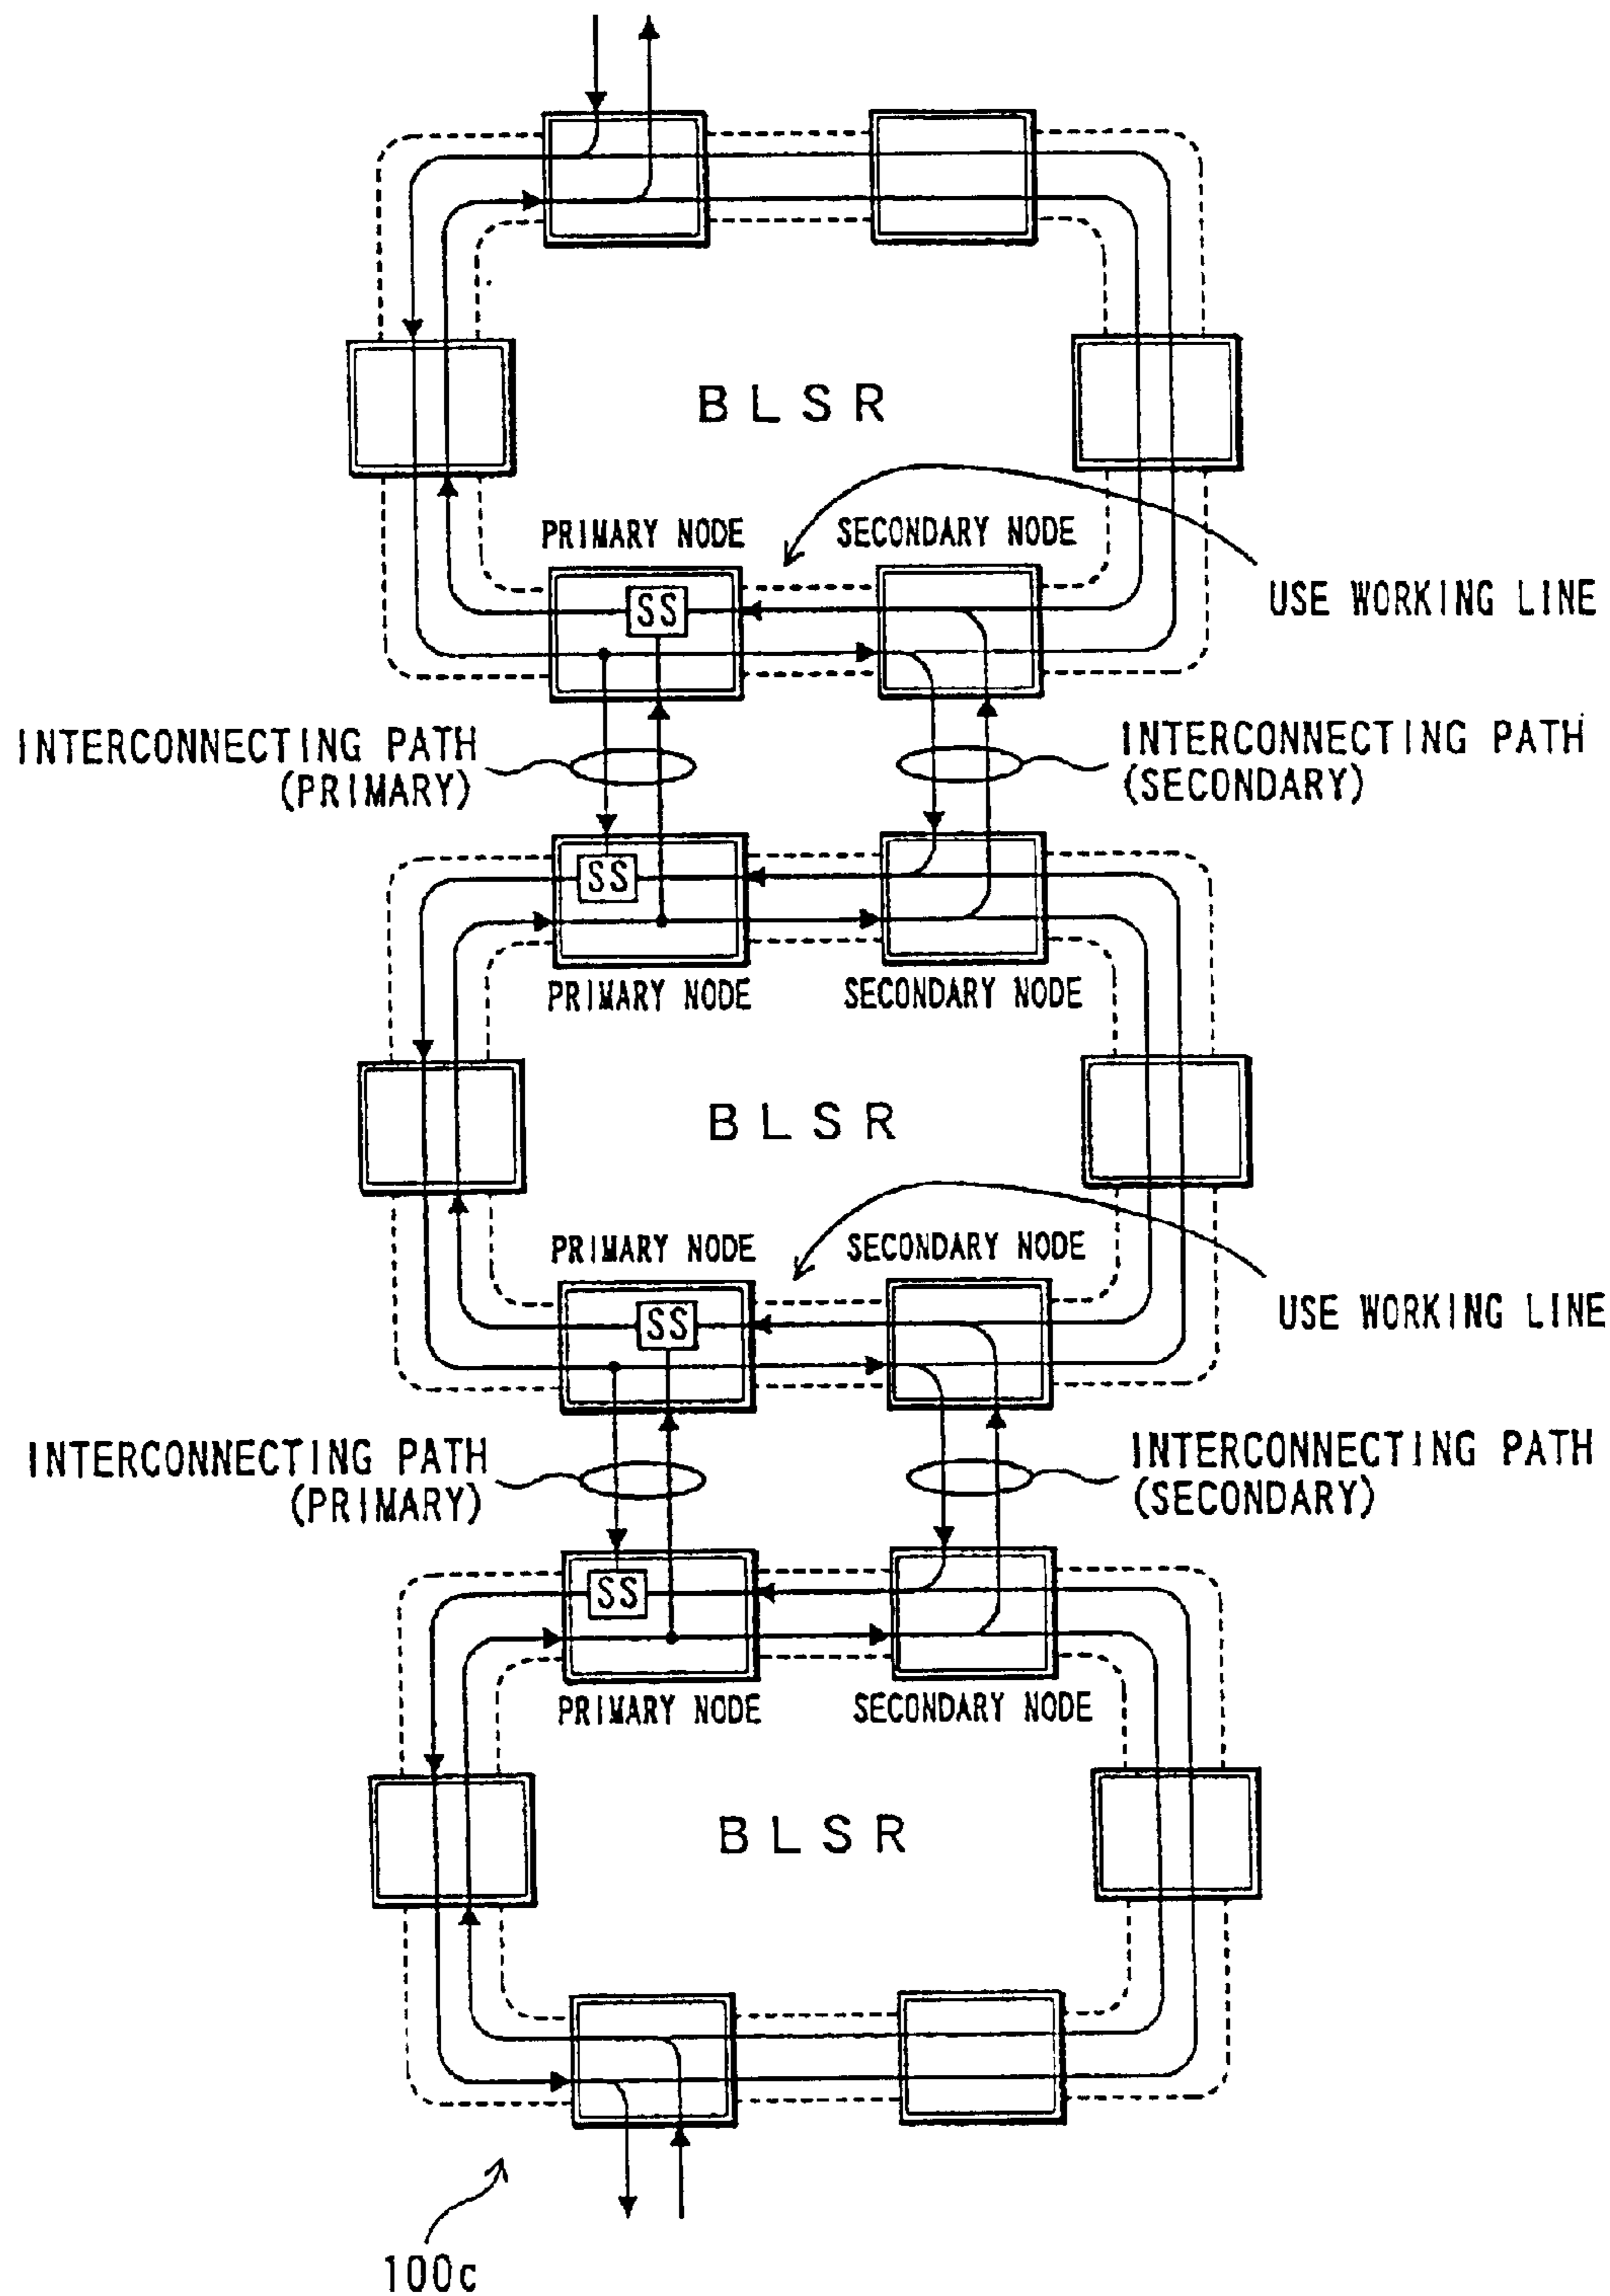 BLSR
PRIMARY NODE
SECONDARY NODE
USE WORKING LINE
SS
INTERCONNECTING PATH
(PRIMARY)
INTERCONNECTING PATH
(SECONDARY)
SS
PRIMARY NODE
SECONDARY NODE
BLSR
PRIMARY NODE
SECONDARY NODE
USE WORKING LINE
SS
INTERCONNECTING PATH
(PRIMARY)
INTERCONNECTING PATH
(SECONDARY)
SS
PRIMARY NODE
SECONDARY NODE
BLSR
100c